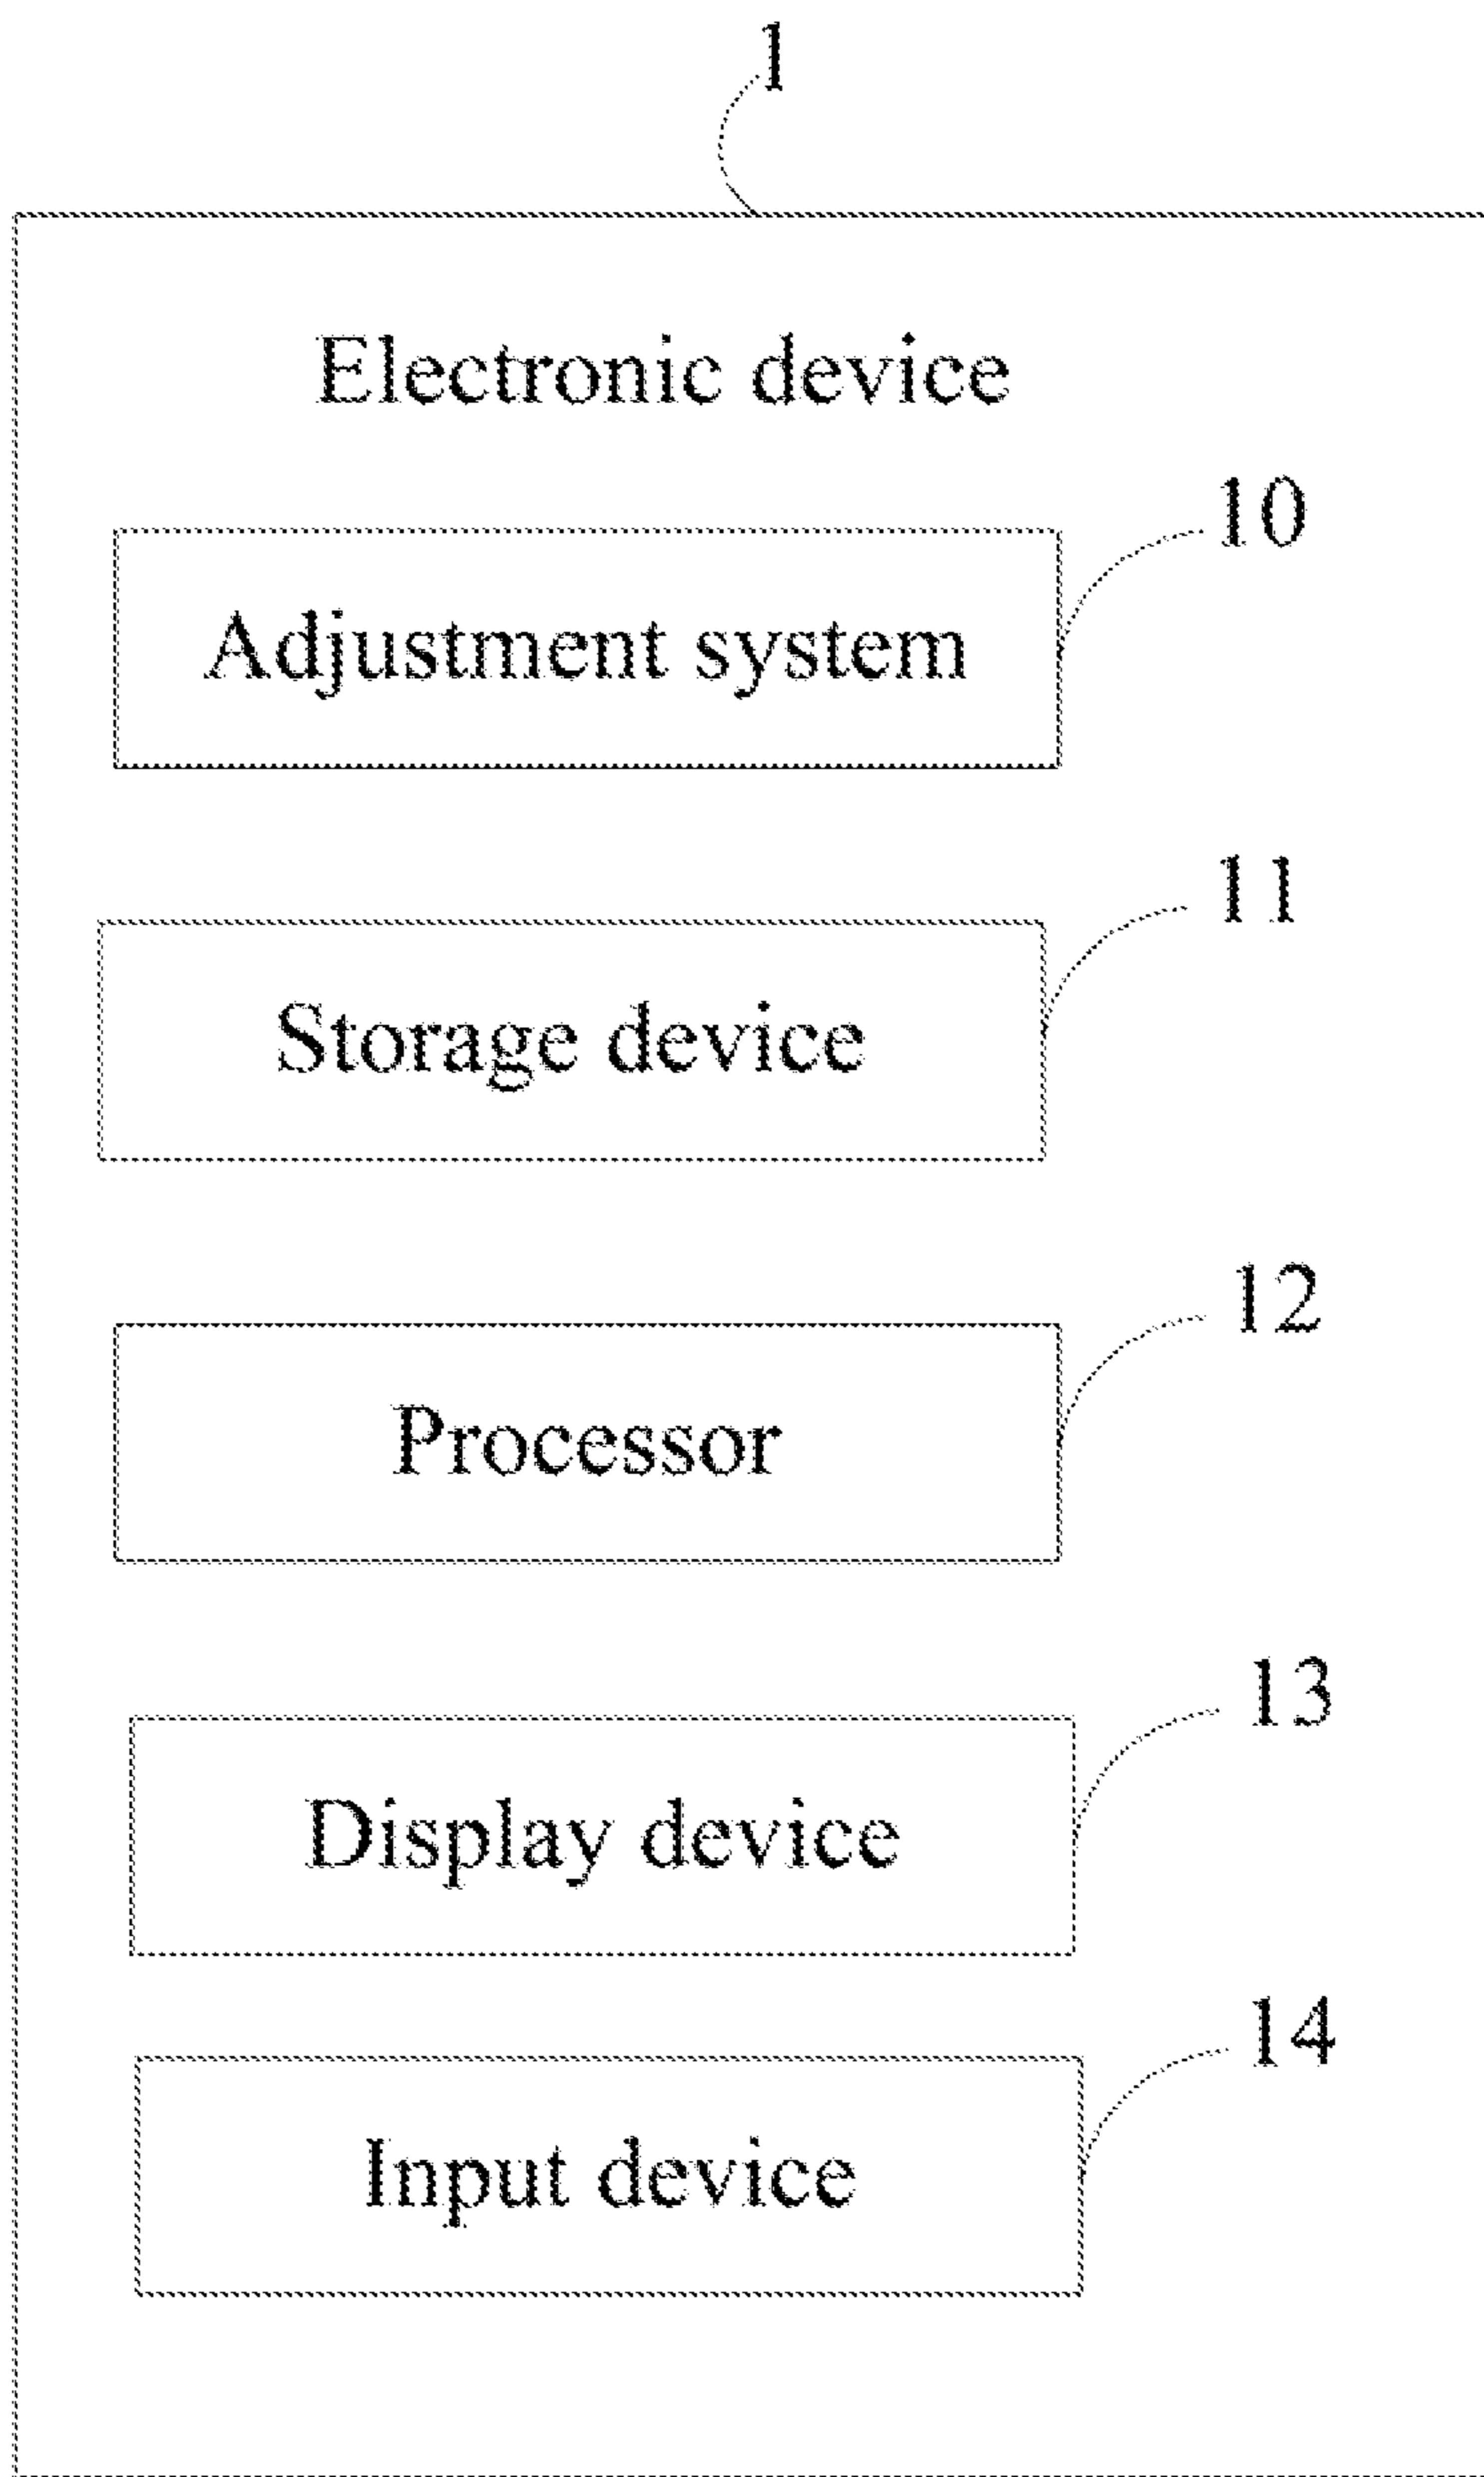 1
Electronic device
10
Adjustment system
11
Storage device
12
Processor
13
Display device
14
Input device